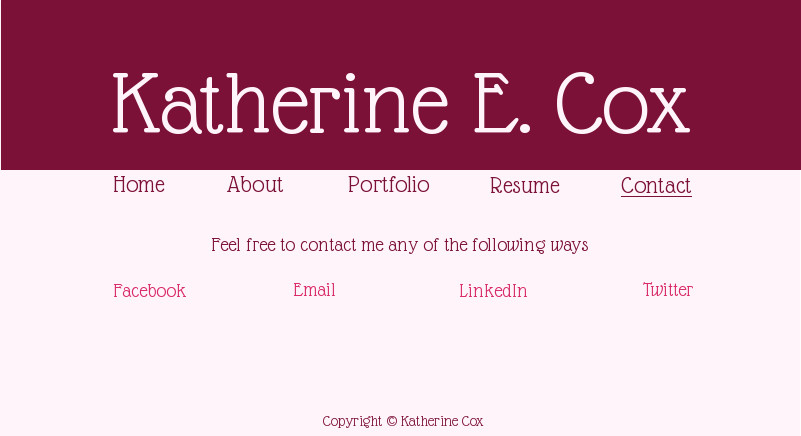 Katherine E. Cox
Home About Portfolio Resume Contact
Feel free to contact me any of the following ways
Facebook Email LinkedIn Twitter
Copyright © Katherine Cox